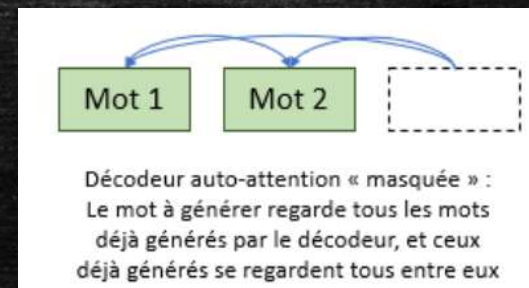 Mot 1 Mot 2
Décodeur auto-attention « masquée » :
Le mot à générer regarde tous les mots
déjà générés par le décodeur, et ceux
déjà générés se regardent tous entre eux